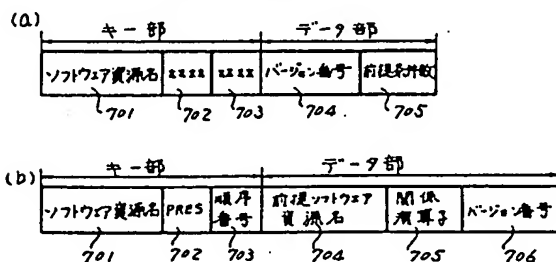 (a)
キー部 データ部
ソフトウェア資源名 xxxx xxxx バージョン番号 前提条件数
701 702 703 704 705
(b)
キー部 データ部
ソフトウェア資源名 PRES 順序番号 前提ソフトウェア資源名 関係演算子 バージョン番号
701 702 703 704 705 706